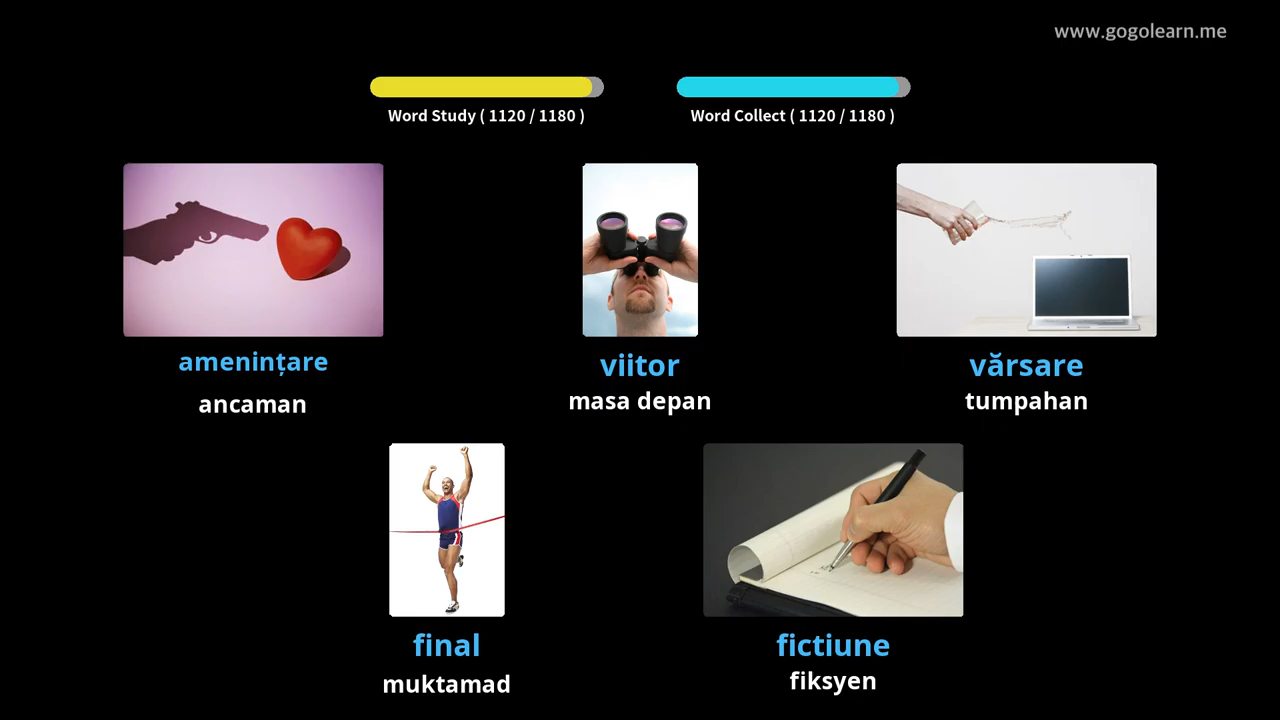 www.gogolearn.me
Word Study ( 1120 / 1180 )
Word Collect ( 1120 / 1180 )
amenințare
ancaman
viitor
masa depan
vărsare
tumpahan
final
muktamad
fictiune
fiksyen